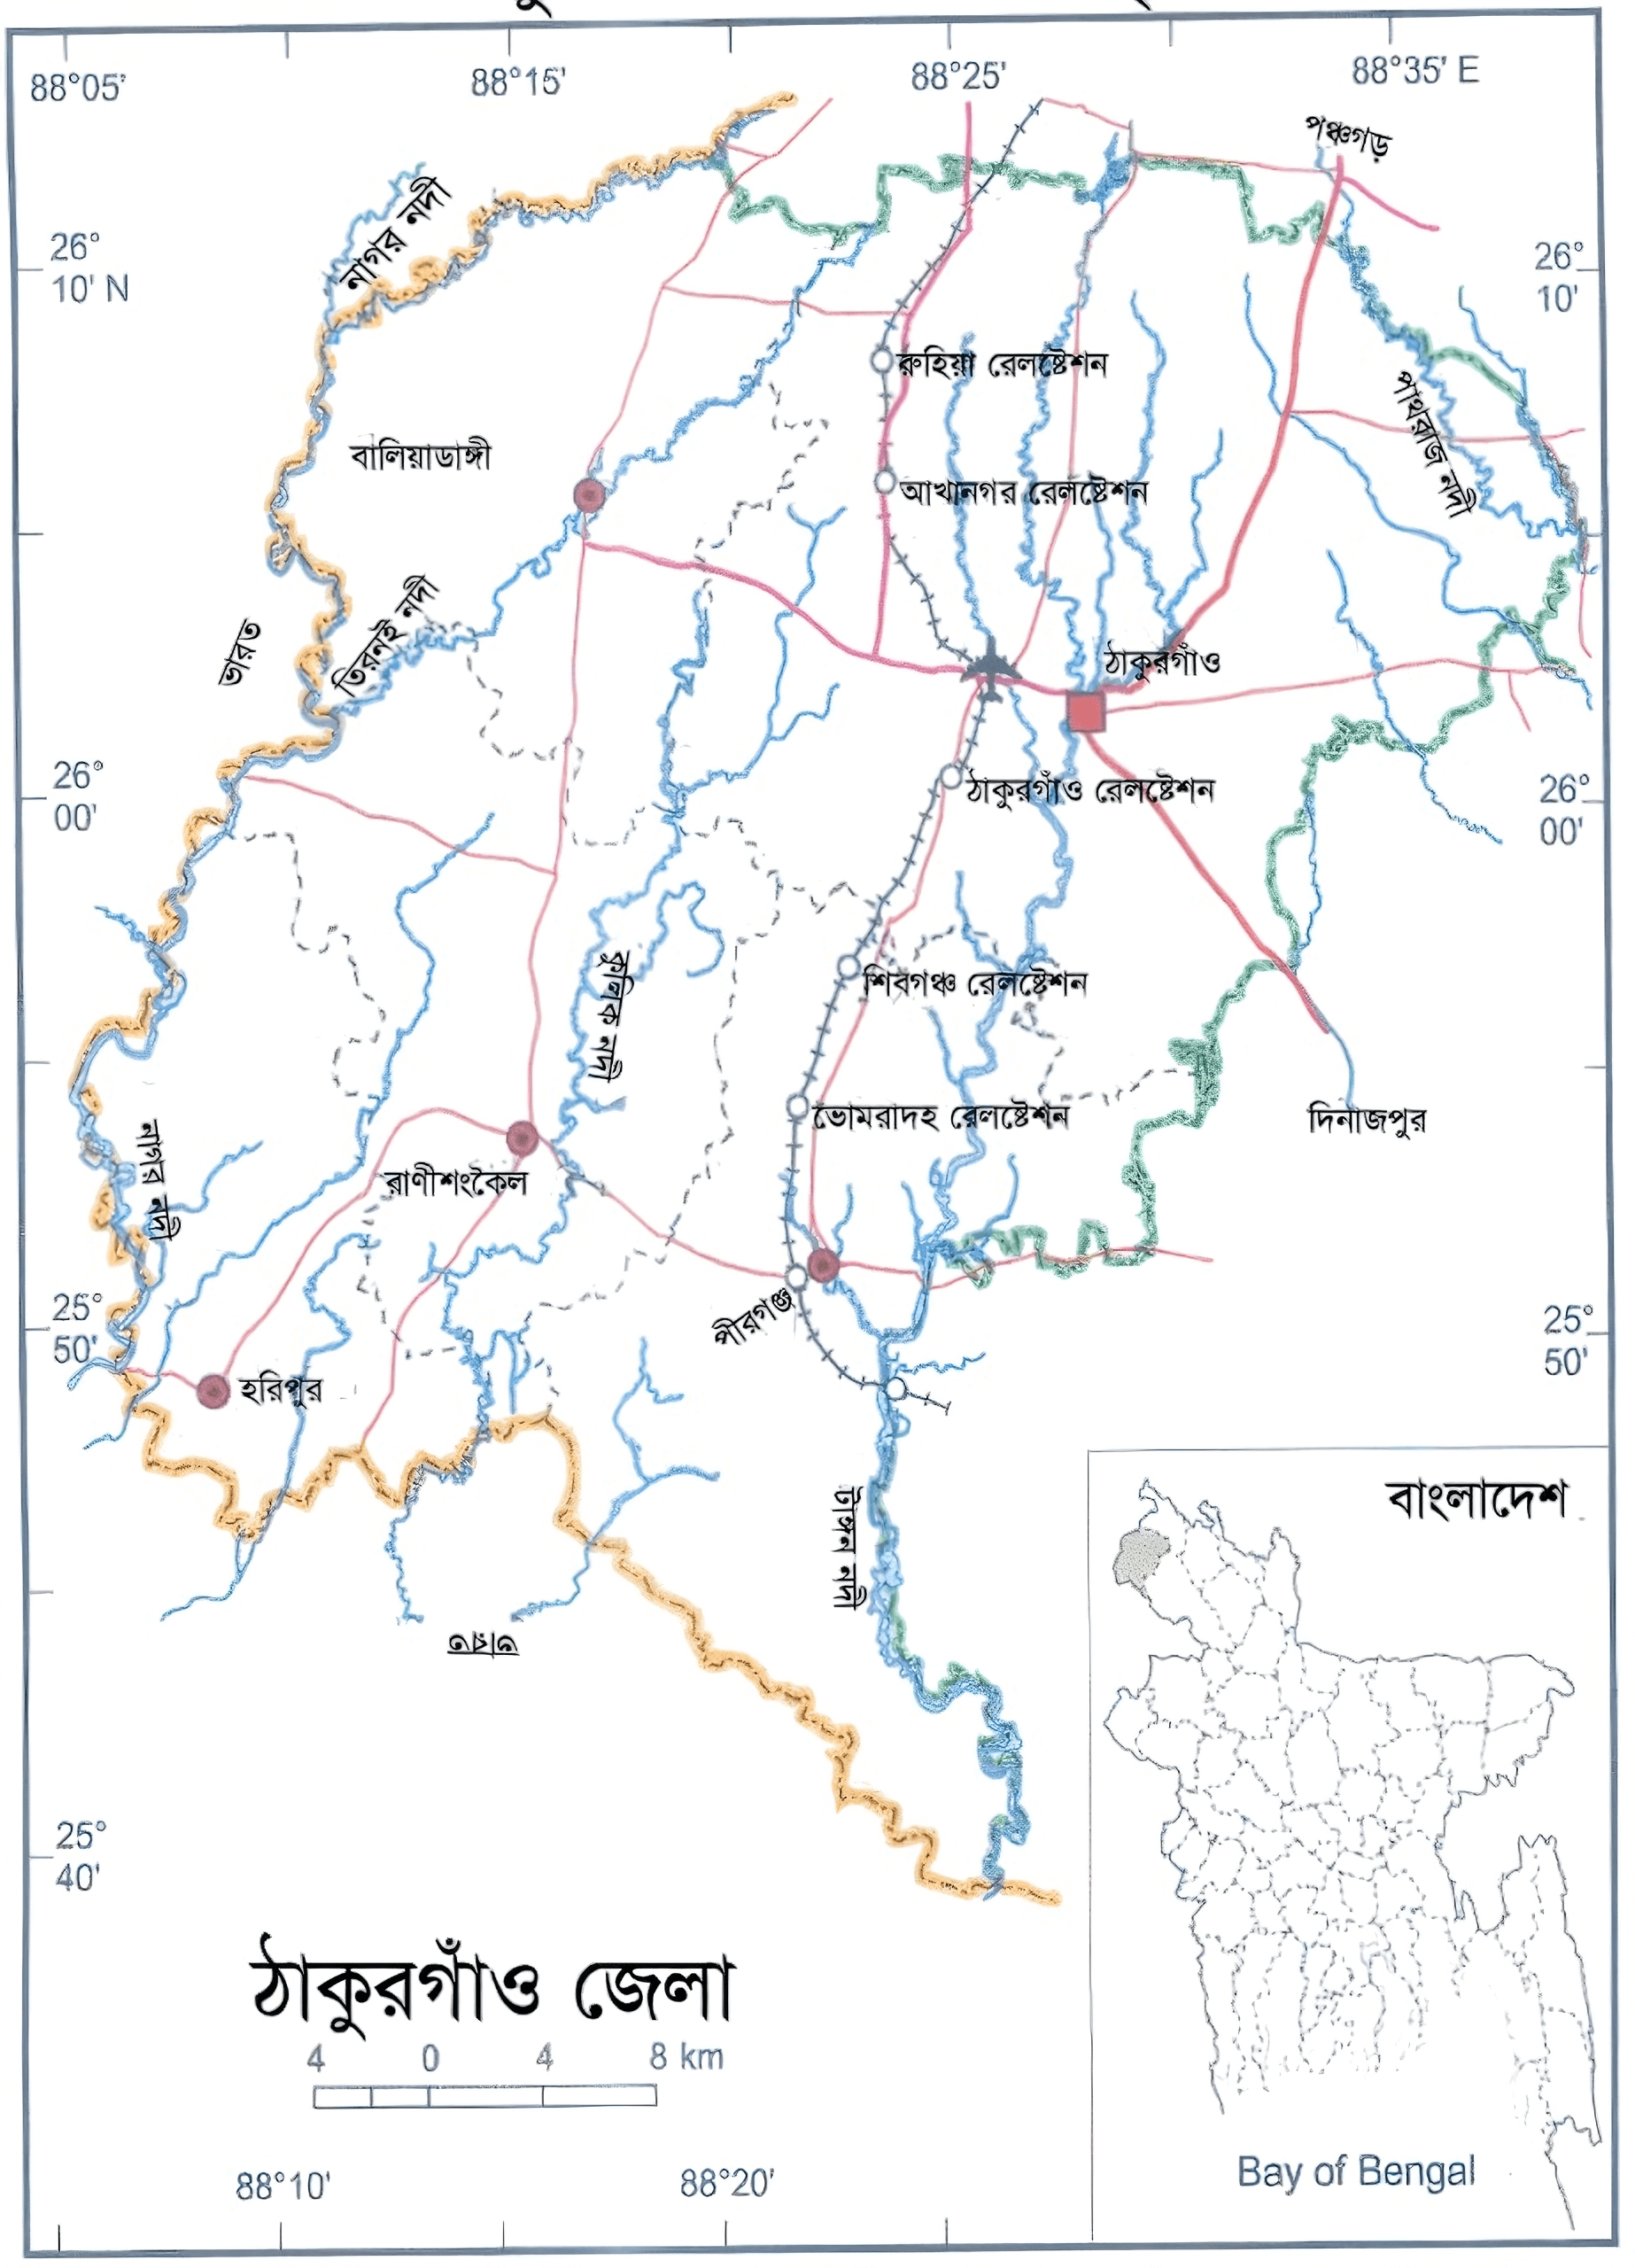 88°05'
88°15'
88°25'
88°35' E
পঞ্চগড়
নাগর নদী
26°
10' N
26°
10'
রুহিয়া রেলষ্টেশন
পাথরাজ নদী
বালিয়াডাঙ্গী
আখানগর রেলষ্টেশন
ভারত
তিরনই নদী
ঠাকুরগাঁও
26°
00'
ঠাকুরগাঁও রেলষ্টেশন
26°
00'
কুলিক নদী
শিবগঞ্চ রেলষ্টেশন
ভোমরাদহ রেলষ্টেশন
দিনাজপুর
নাগর নদী
রাণীশংকৈল
25°
50'
পীরগঞ্জ
25°
50'
হরিপুর
টাঙ্গন নদী
বাংলাদেশ
ভারত
25°
40'
ঠাকুরগাঁও জেলা
4 0 4 8 km
88°10'
88°20'
Bay of Bengal